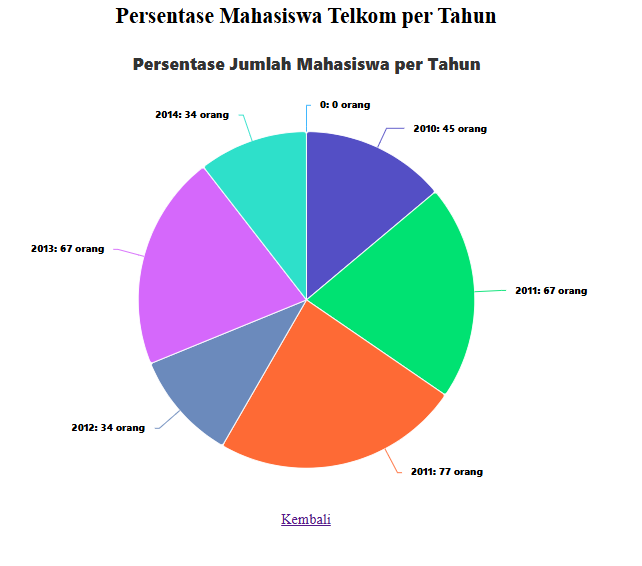 Persentase Mahasiswa Telkom per Tahun
Persentase Jumlah Mahasiswa per Tahun
0: 0 orang
2014: 34 orang
2010: 45 orang
2013: 67 orang
2011: 67 orang
2012: 34 orang
2011: 77 orang
Kembali